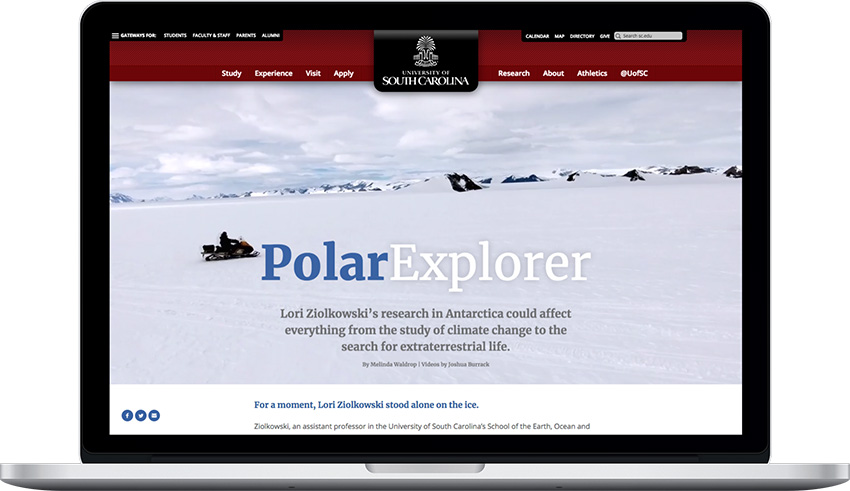 GATEWAYS FOR: STUDENTS FACULTY & STAFF PARENTS ALUMNI
CALENDAR MAP DIRECTORY GIVE Search sc.edu
Study Experience Visit Apply
UNIVERSITY OF
SOUTH CAROLINA
Research About Athletics @UofSC
PolarExplorer
Lori Ziolkowski's research in Antarctica could affect
everything from the study of climate change to the
search for extraterrestrial life.
By Melinda Waldrop | Videos by Joshua Burrack
For a moment, Lori Ziolkowski stood alone on the ice.
Ziolkowski, an assistant professor in the University of South Carolina's School of the Earth, Ocean and